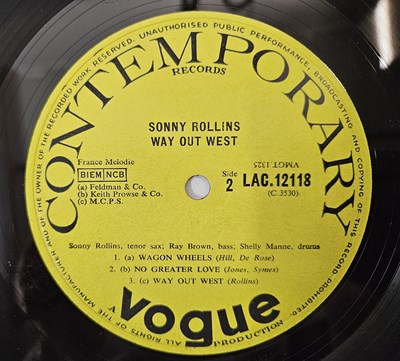 ALL RIGHTS OF THE MANUFACTURER AND OF THE OWNER OF THE RECORDED WORK RESERVED. UNAUTHORISED PUBLIC PERFORMANCE, BROADCASTING AND COPYING OF THIS RECORD PROHIBITED.
CONTEMPORARY
RECORDS
SONNY ROLLINS
WAY OUT WEST
France Melodie
BIEM NCB
(a) Feldman & Co.
(b) Keith Prowse & Co.
(c) M.C.P.S.
Side
2 LAC.12118
(C. 3530)
VMGT.1325
Sonny Rollins, tenor sax; Ray Brown, bass; Shelly Manne, drums
1. (a) WAGON WHEELS (Hill, De Rose)
2. (b) NO GREATER LOVE (Jones, Symes)
3. (c) WAY OUT WEST (Rollins)
A
vogue
PRODUCTION